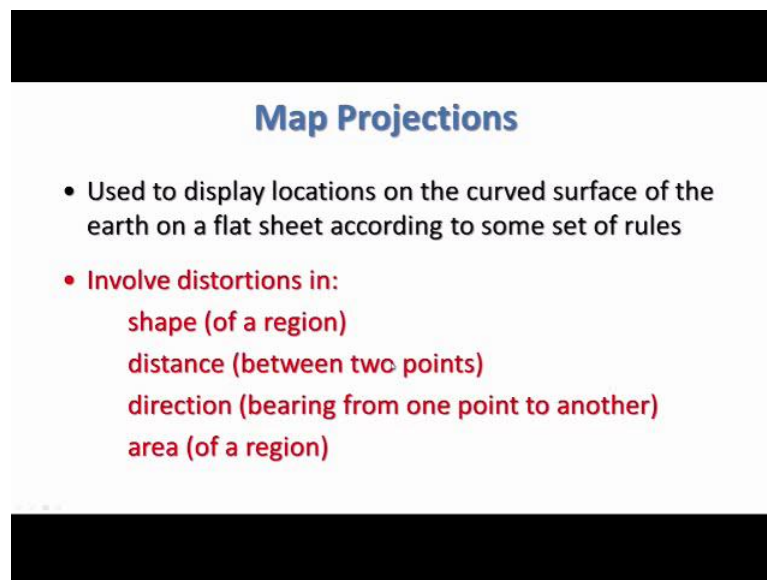 Map Projections
• Used to display locations on the curved surface of the
earth on a flat sheet according to some set of rules
• Involve distortions in:
shape (of a region)
distance (between two points)
direction (bearing from one point to another)
area (of a region)